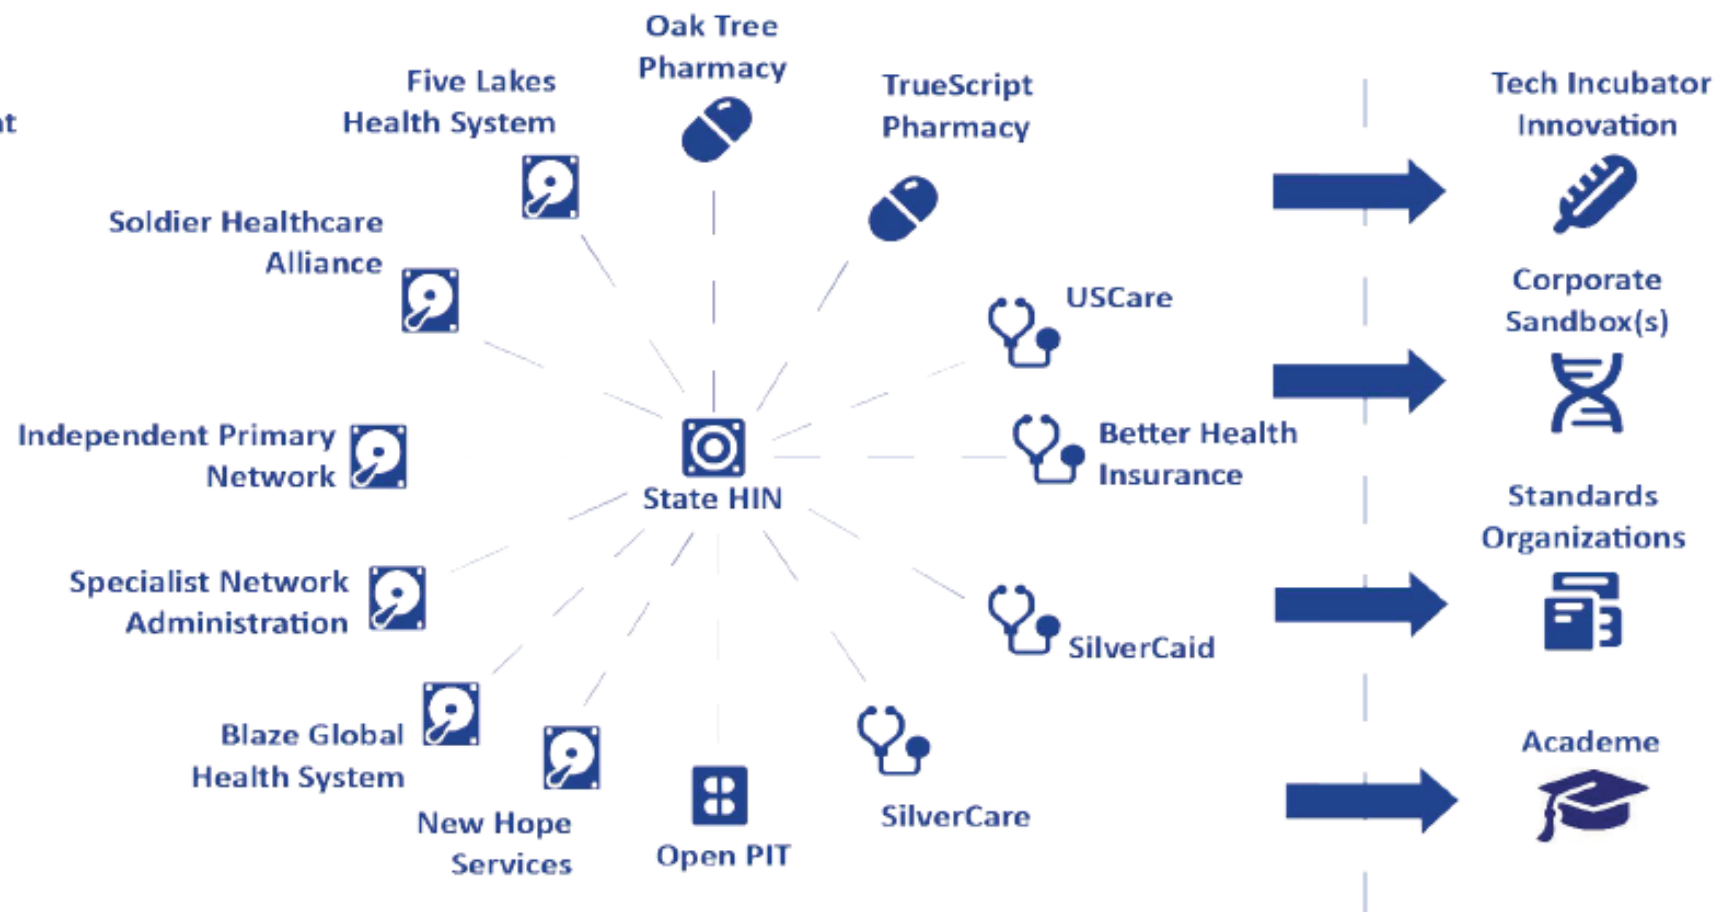 Oak Tree
Pharmacy
Five Lakes
Health System
TrueScript
Pharmacy
Soldier Healthcare
Alliance
USCare
Independent Primary
Network
State HIN
Better Health
Insurance
Specialist Network
Administration
SilverCaid
Blaze Global
Health System
New Hope
Services
Open PIT
SilverCare
Tech Incubator
Innovation
Corporate
Sandbox(s)
Standards
Organizations
Academe